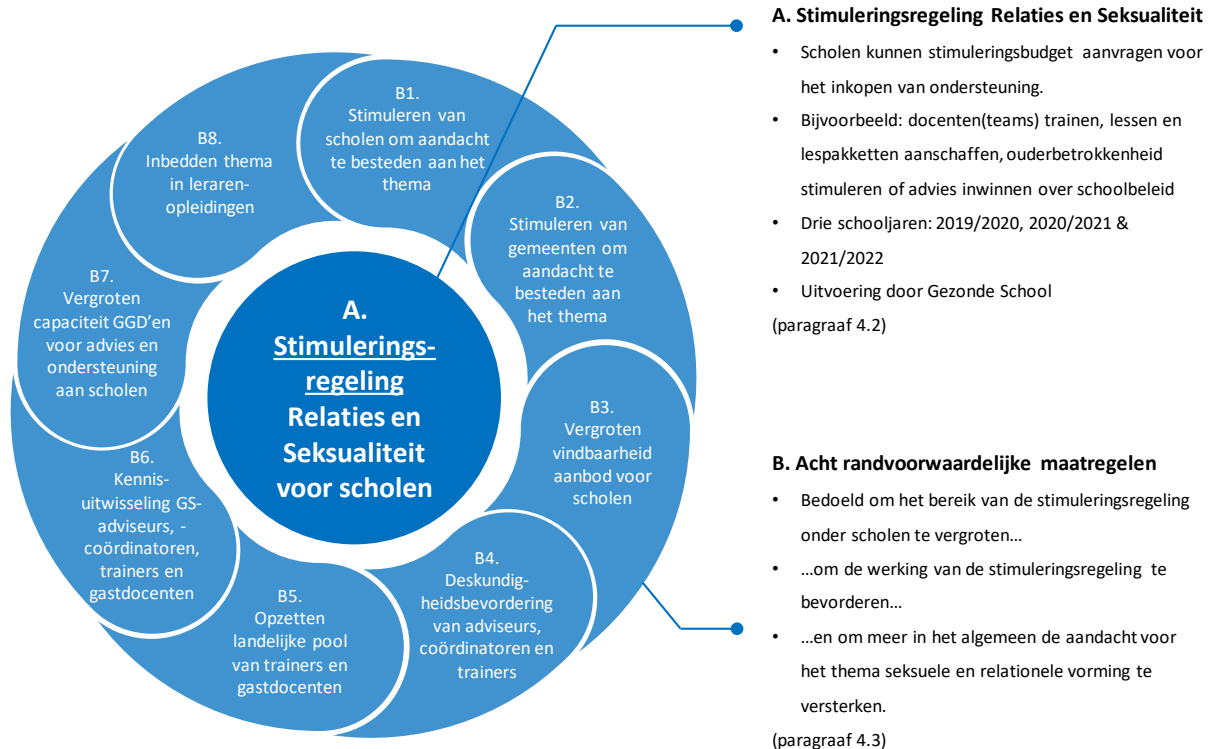 B1.
Stimuleren van
scholen om aandacht
te besteden aan het
thema
B2.
Stimuleren van
gemeenten om
aandacht te
besteden aan
het thema
B3.
Vergroten
vindbaarheid
aanbod voor
scholen
B4.
Deskundig-
heidsbevordering
van adviseurs,
coördinatoren en
trainers
B5.
Opzetten
landelijke pool
van trainers en
gastdocenten
B6.
Kennis-
uitwisseling GS-
adviseurs, -
coördinatoren,
trainers en
gastdocenten
B7.
Vergroten
capaciteit GGD'en
voor advies en
ondersteuning
aan scholen
B8.
Inbedden thema
in leraren-
opleidingen
A.
Stimulerings-
regeling
Relaties en
Seksualiteit
voor scholen
A. Stimuleringsregeling Relaties en Seksualiteit
• Scholen kunnen stimuleringsbudget aanvragen voor
het inkopen van ondersteuning.
• Bijvoorbeeld: docenten(teams) trainen, lessen en
lespakketten aanschaffen, ouderbetrokkenheid
stimuleren of advies inwinnen over schoolbeleid
• Drie schooljaren: 2019/2020, 2020/2021 &
2021/2022
• Uitvoering door Gezonde School
(paragraaf 4.2)
B. Acht randvoorwaardelijke maatregelen
• Bedoeld om het bereik van de stimuleringsregeling
onder scholen te vergroten…
• …om de werking van de stimuleringsregeling te
bevorderen…
• …en om meer in het algemeen de aandacht voor
het thema seksuele en relationele vorming te
versterken.
(paragraaf 4.3)